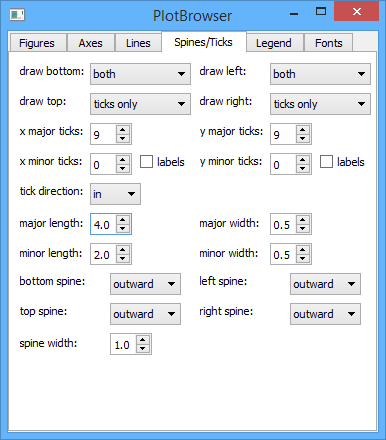 PlotBrowser
Figures Axes Lines Spines/Ticks Legend Fonts
draw bottom: both draw left: both
draw top: ticks only draw right: ticks only
x major ticks: 9 y major ticks: 9
x minor ticks: 0 labels y minor ticks: 0 labels
tick direction: in
major length: 4.0 major width: 0.5
minor length: 2.0 minor width: 0.5
bottom spine: outward left spine: outward
top spine: outward right spine: outward
spine width: 1.0